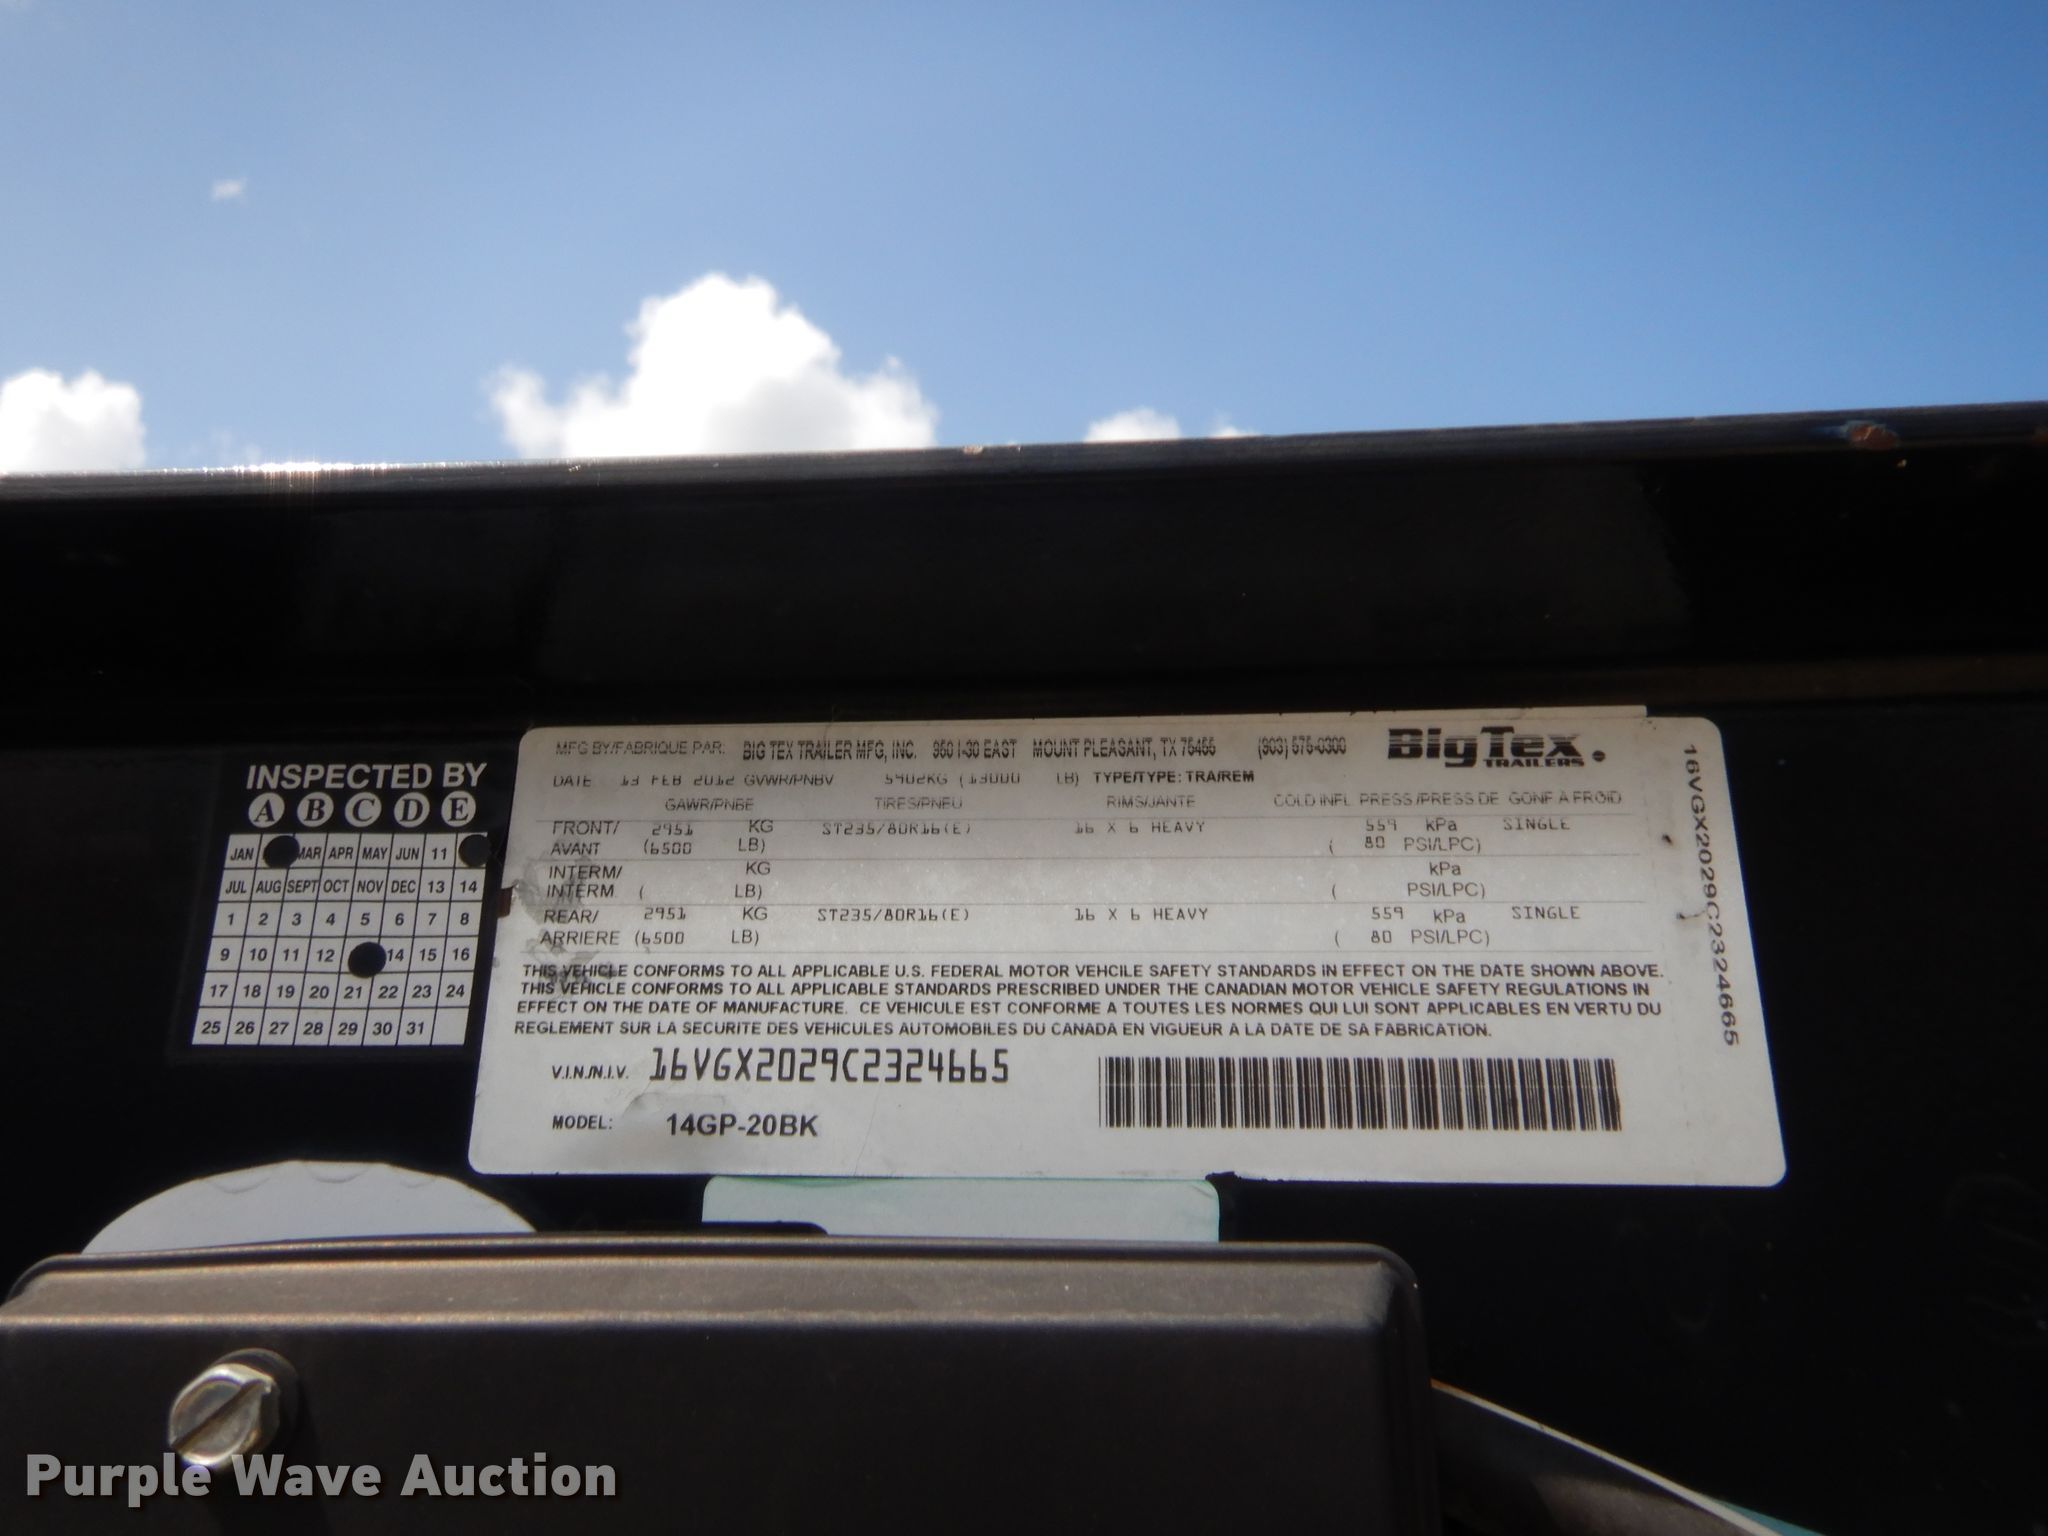 INSPECTED BY
A B C D E
JAN MAR APR MAY JUN 11
JUL AUG SEPT OCT NOV DEC 13 14
1 2 3 4 5 6 7 8
9 10 11 12 14 15 16
17 18 19 20 21 22 23 24
25 26 27 28 29 30 31
MFG BY/FABRIQUE PAR: BIG TEX TRAILER MFG, INC. 950 I-30 EAST MOUNT PLEASANT, TX 75455 (903) 575-0300 Big Tex TRAILERS
DATE 13 FEB 2012 GVWR/PNBV 5902KG (13000 LB) TYPE/TYPE: TRA/REM
GAWR/PNBE TIRES/PNEU RIMS/JANTE COLD INFL PRESS/PRESS DE GONF A FROID
FRONT/ 2951 KG ST235/80R16(E) 16 X 6 HEAVY 559 kPa SINGLE
AVANT (6500 LB) ( 80 PSI/LPC)
INTERM/ KG kPa
INTERM ( LB) ( PSI/LPC)
REAR/ 2951 KG ST235/80R16(E) 16 X 6 HEAVY 559 kPa SINGLE
ARRIERE (6500 LB) ( 80 PSI/LPC)
THIS VEHICLE CONFORMS TO ALL APPLICABLE U.S. FEDERAL MOTOR VEHCILE SAFETY STANDARDS IN EFFECT ON THE DATE SHOWN ABOVE.
THIS VEHICLE CONFORMS TO ALL APPLICABLE STANDARDS PRESCRIBED UNDER THE CANADIAN MOTOR VEHICLE SAFETY REGULATIONS IN
EFFECT ON THE DATE OF MANUFACTURE. CE VEHICULE EST CONFORME A TOUTES LES NORMES QUI LUI SONT APPLICABLES EN VERTU DU
REGLEMENT SUR LA SECURITE DES VEHICULES AUTOMOBILES DU CANADA EN VIGUEUR A LA DATE DE SA FABRICATION.
V.I.N./N.I.V. 16VGX2029C2324665
MODEL: 14GP-20BK
16VGX2029C2324665
Purple Wave Auction